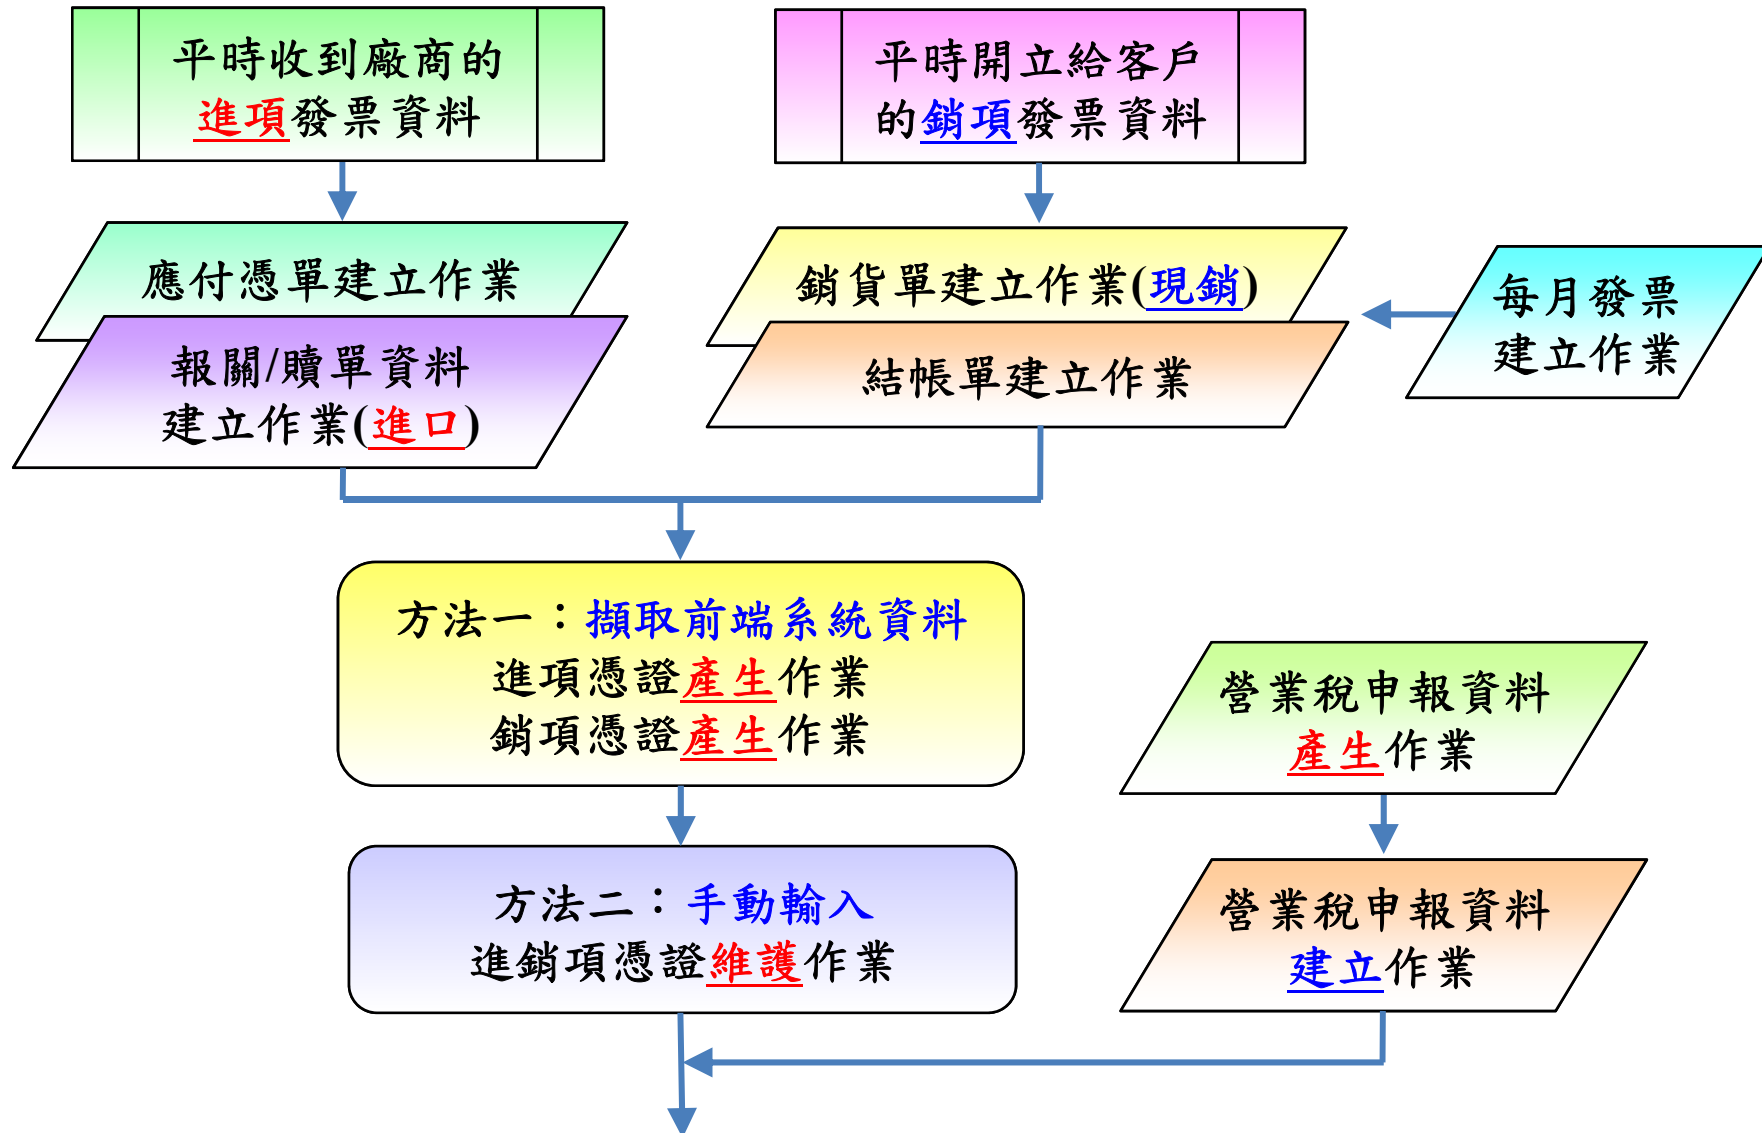 平時收到廠商的
進項發票資料
平時開立給客戶
的銷項發票資料
應付憑單建立作業
報關/贖單資料
建立作業(進口)
銷貨單建立作業(現銷)
結帳單建立作業
每月發票
建立作業
方法一：擷取前端系統資料
進項憑證產生作業
銷項憑證產生作業
方法二：手動輸入
進銷項憑證維護作業
營業稅申報資料
產生作業
營業稅申報資料
建立作業